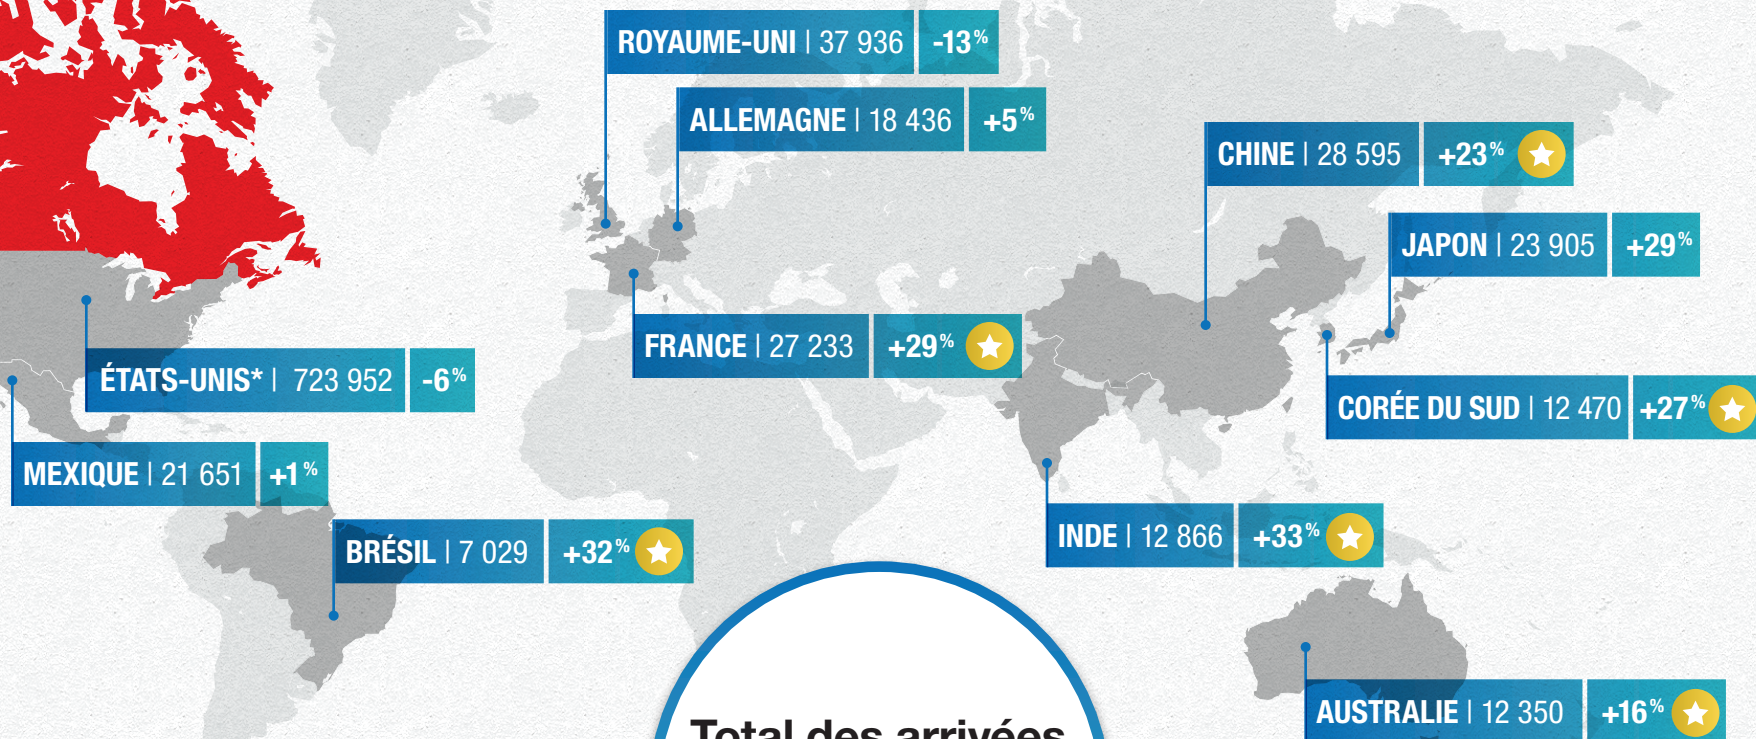 ROYAUME-UNI | 37 936 -13%
ALLEMAGNE | 18 436 +5%
CHINE | 28 595 +23%
JAPON | 23 905 +29%
FRANCE | 27 233 +29%
ÉTATS-UNIS* | 723 952 -6%
CORÉE DU SUD | 12 470 +27%
MEXIQUE | 21 651 +1%
BRÉSIL | 7 029 +32%
INDE | 12 866 +33%
AUSTRALIE | 12 350 +16%
Total des arrivées